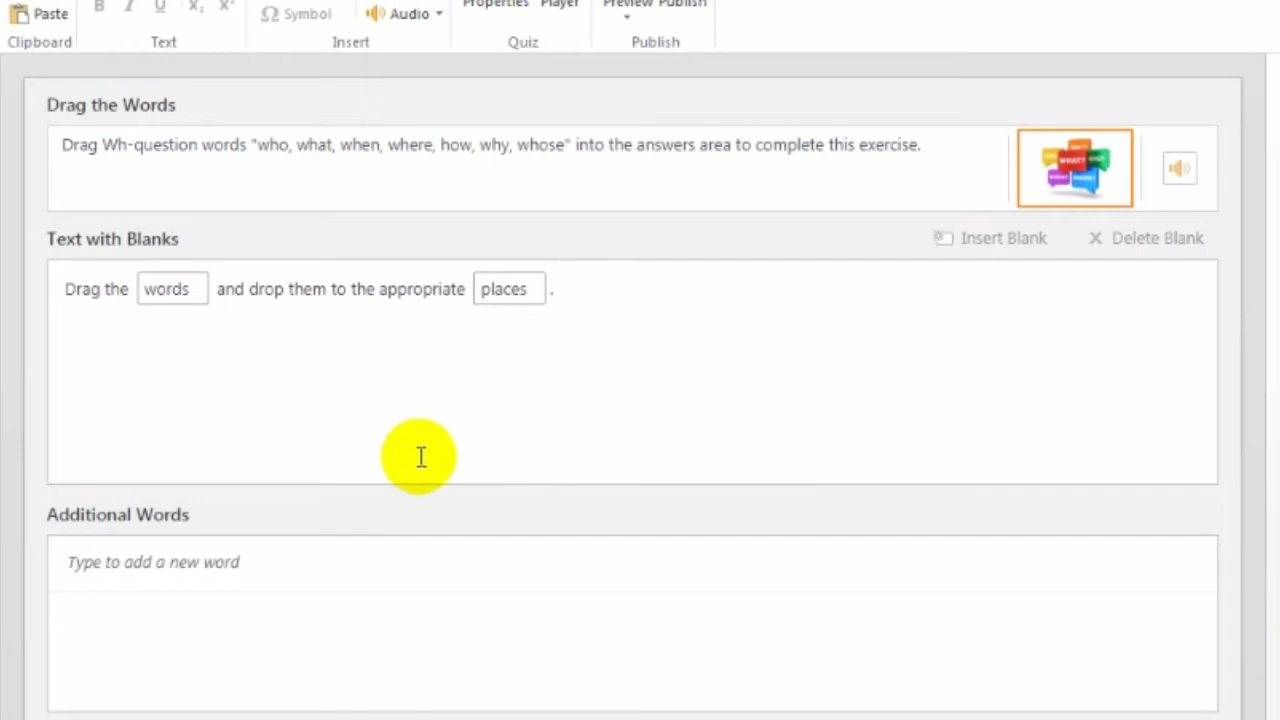 Properties Player Preview Publish
Paste B I U X₁ X² Ω Symbol Audio
Clipboard Text Insert Quiz Publish
Drag the Words
Drag Wh-question words "who, what, when, where, how, why, whose" into the answers area to complete this exercise.
WHAT?
Text with Blanks Insert Blank Delete Blank
Drag the words and drop them to the appropriate places .
Additional Words
Type to add a new word